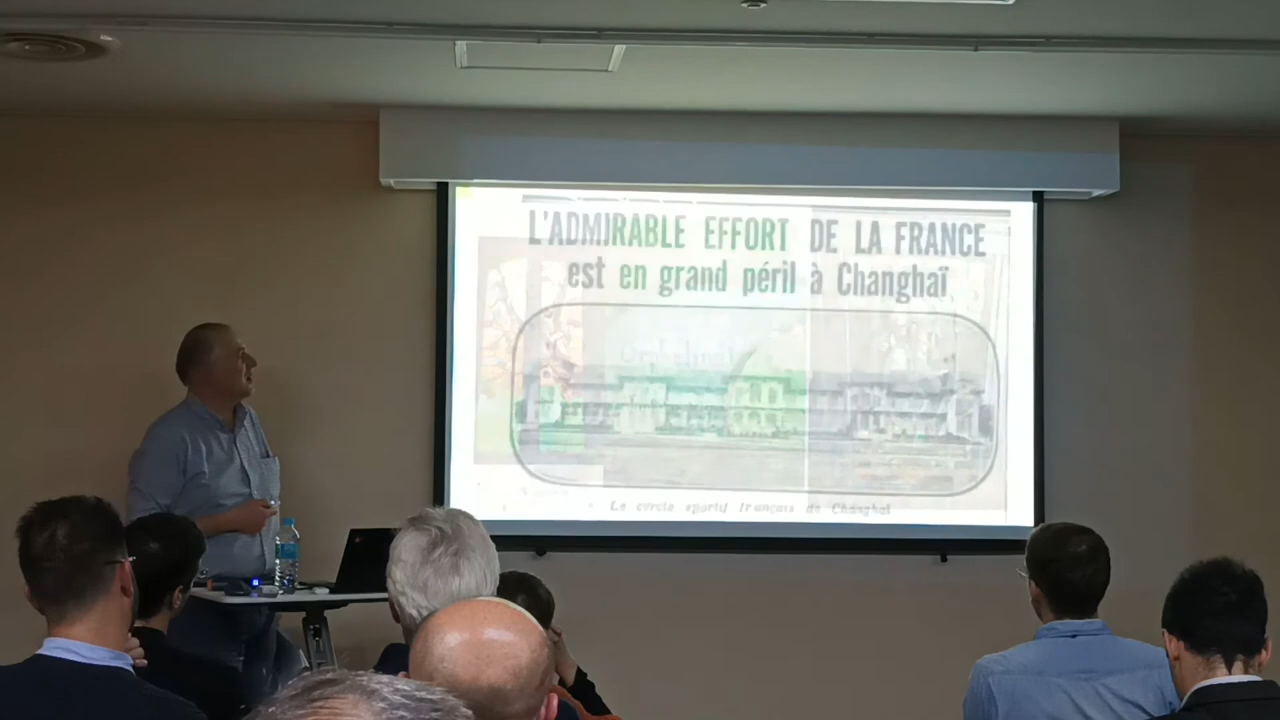 L'ADMIRABLE EFFORT DE LA FRANCE
est en grand péril à Changhaï
Le cercle sportif français de Changhaï